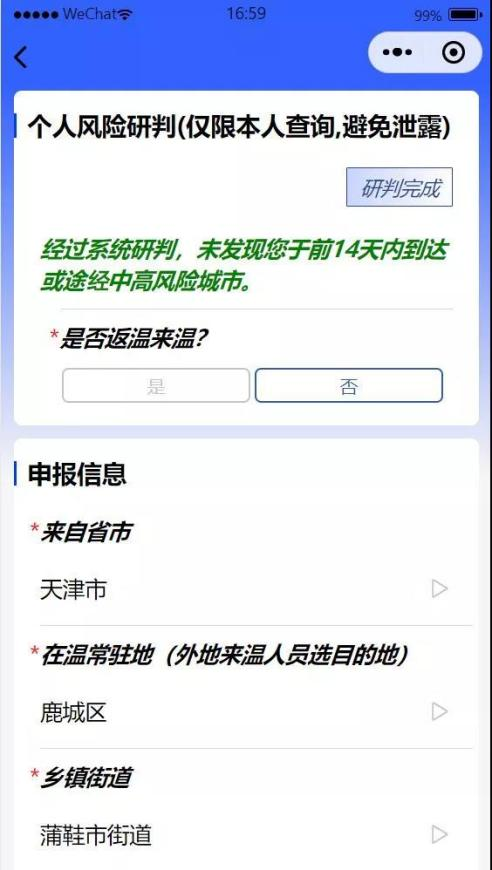 WeChat 16:59 99%
个人风险研判(仅限本人查询,避免泄露)
研判完成
经过系统研判，未发现您于前14天内到达
或途经中高风险城市。
*是否返温来温?
是 否
申报信息
*来自省市
天津市
*在温常驻地（外地来温人员选目的地）
鹿城区
*乡镇街道
蒲鞋市街道